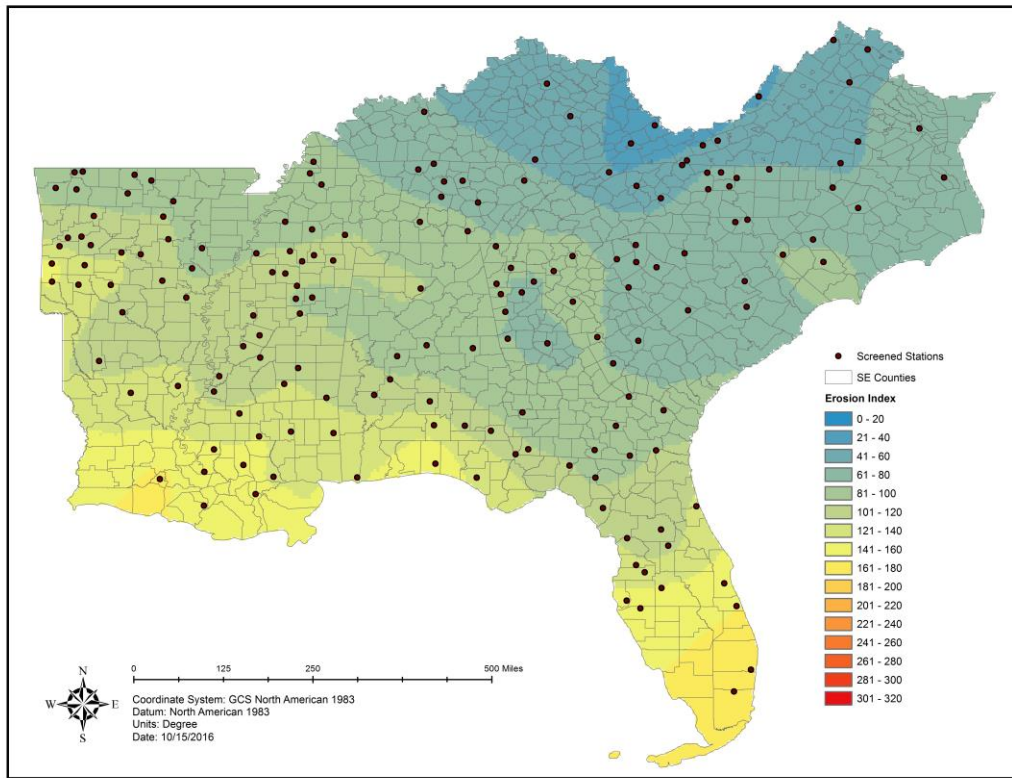 Screened Stations
SE Counties
Erosion Index
0 - 20
21 - 40
41 - 60
61 - 80
81 - 100
101 - 120
121 - 140
141 - 160
161 - 180
181 - 200
201 - 220
221 - 240
241 - 260
261 - 280
281 - 300
301 - 320
0 125 250 500 Miles
N
W E
S
Coordinate System: GCS North American 1983
Datum: North American 1983
Units: Degree
Date: 10/15/2016